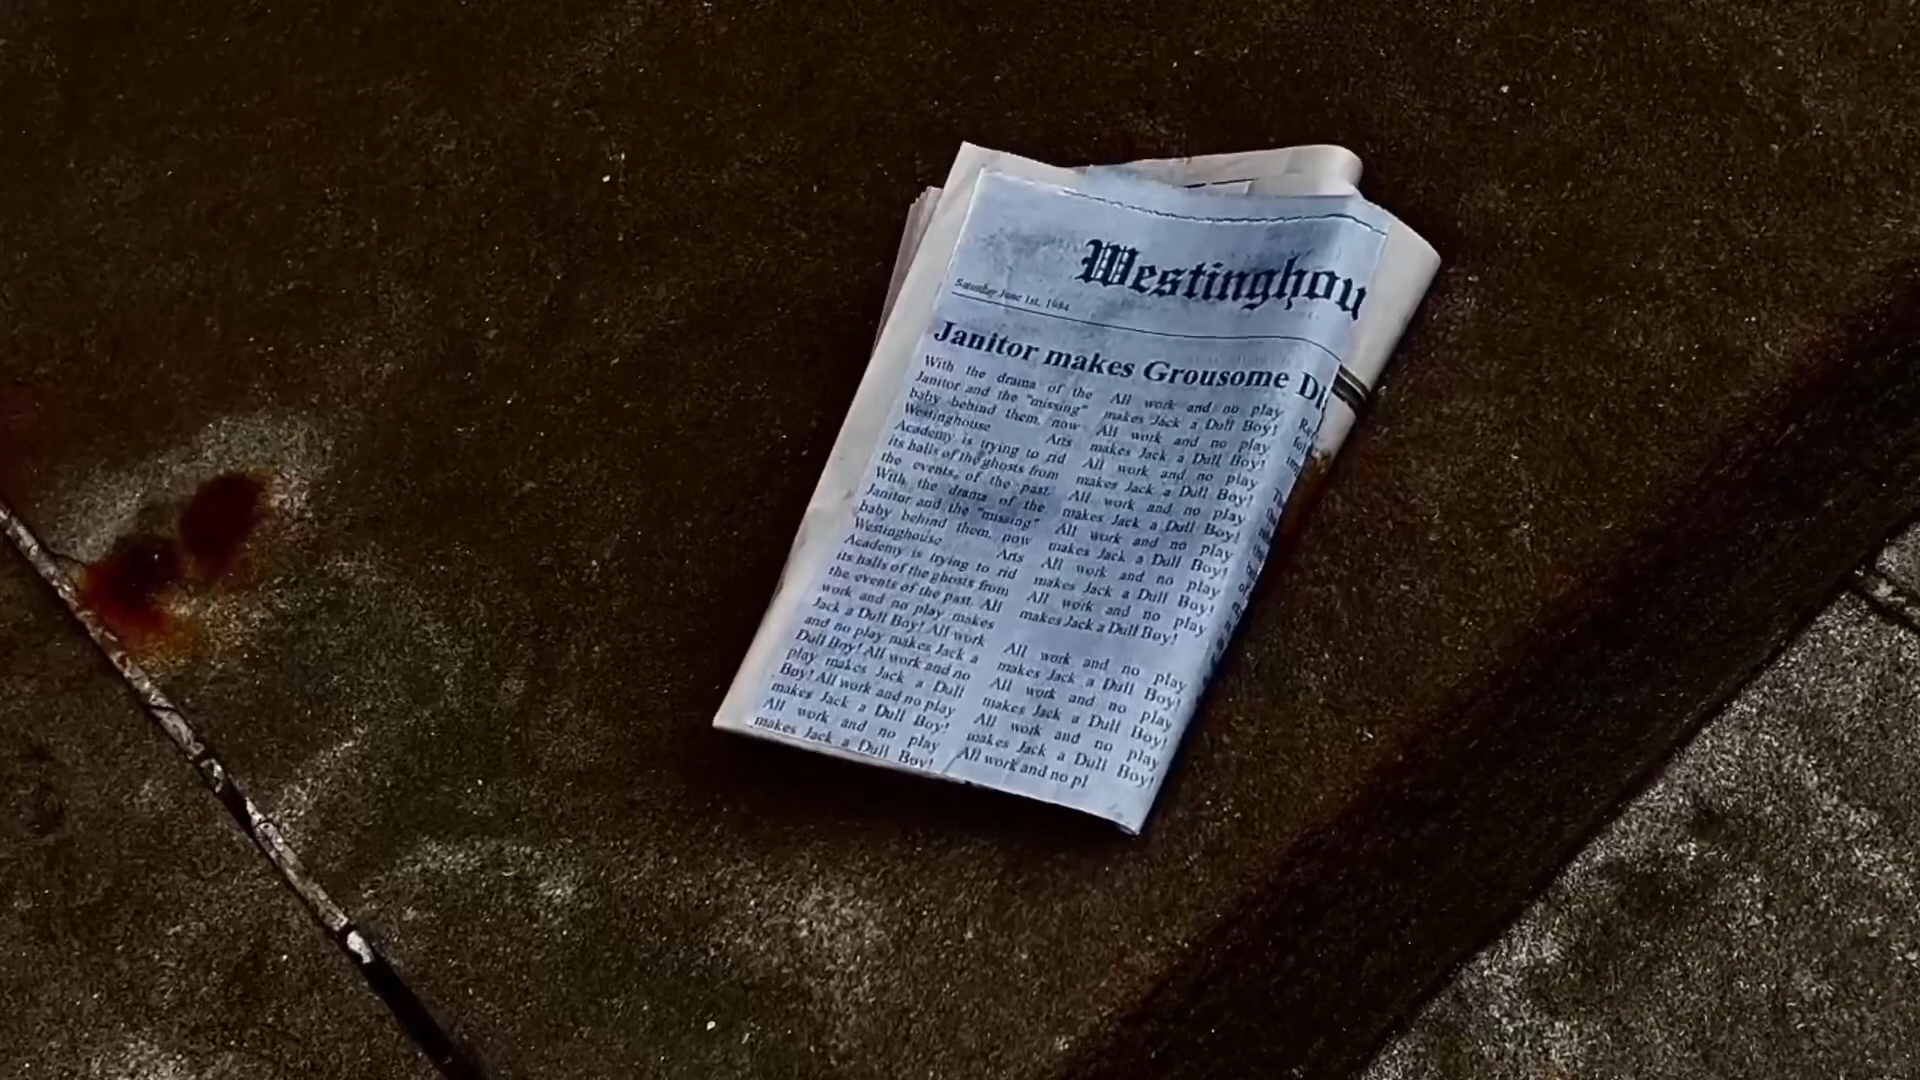 Westinghou
Saturday June 1st, 1984
Janitor makes Grousome Di
With the drama of the
Janitor and the "missing"
baby behind them, now
Westinghouse Arts
Academy is trying to rid
its halls of the ghosts from
the events of the past.
With the drama of the
Janitor and the "missing"
baby behind them, now
Westinghouse Arts
Academy is trying to rid
its halls of the ghosts from
the events of the past. All
work and no play makes
Jack a Dull Boy! All work
and no play makes Jack a
Dull Boy! All work and no
play makes Jack a Dull
Boy! All work and no play
makes Jack a Dull Boy!
All work and no play
makes Jack a Dull Boy!
All work and no play
makes Jack a Dull Boy!
All work and no play
makes Jack a Dull Boy!
All work and no play
makes Jack a Dull Boy!
All work and no play
makes Jack a Dull Boy!
All work and no play
makes Jack a Dull Boy!
All work and no play
makes Jack a Dull Boy!
All work and no play
makes Jack a Dull Boy!
All work and no play
makes Jack a Dull Boy!
All work and no play
makes Jack a Dull Boy!
All work and no play
makes Jack a Dull Boy!
All work and no pl